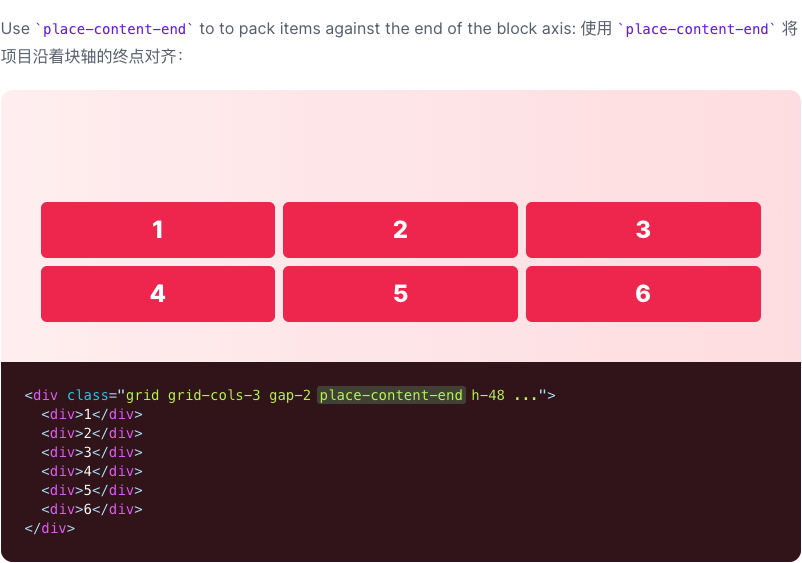 Use `place-content-end` to to pack items against the end of the block axis: 使用 `place-content-end` 将
项目沿着块轴的终点对齐：
1 2 3
4 5 6
<div class="grid grid-cols-3 gap-2 place-content-end h-48 ...">
  <div>1</div>
  <div>2</div>
  <div>3</div>
  <div>4</div>
  <div>5</div>
  <div>6</div>
</div>